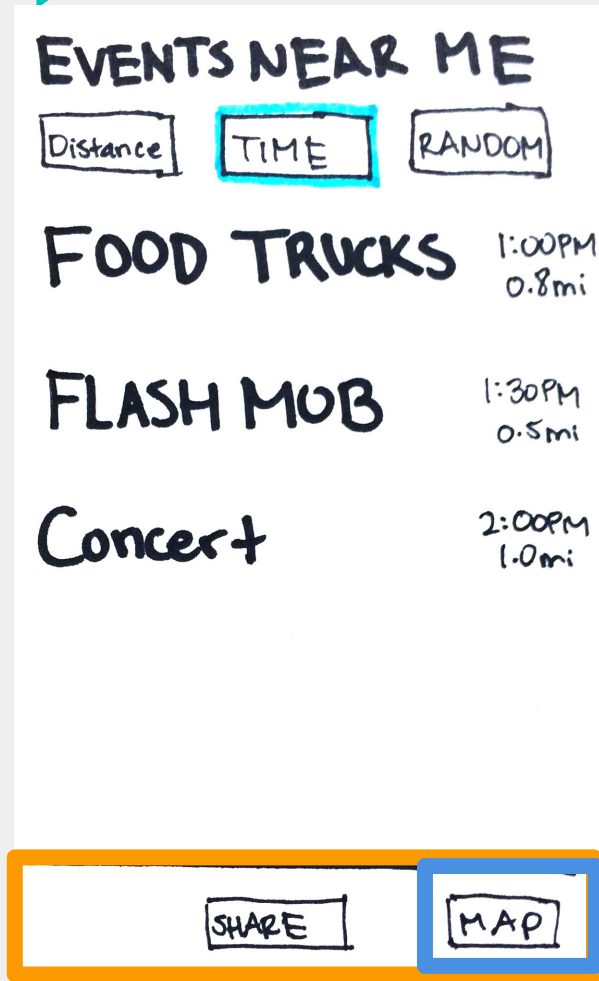 EVENTS NEAR ME
Distance TIME RANDOM
FOOD TRUCKS 1:00PM
0.8mi
FLASH MOB 1:30PM
0.5mi
Concert 2:00PM
1.0mi
SHARE MAP